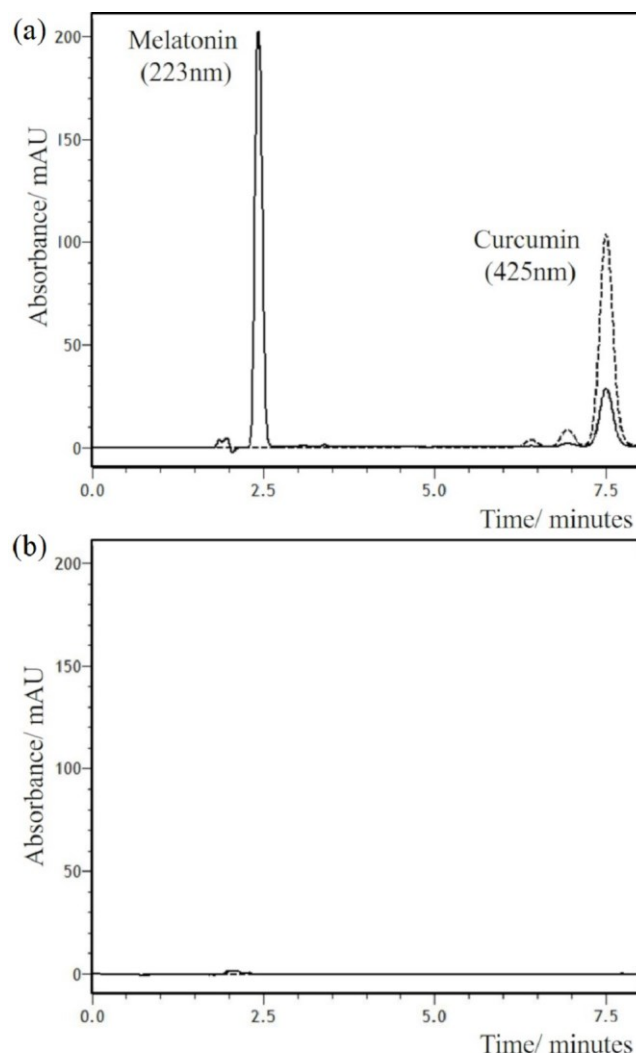 (a)
200
150
100
50
0
Absorbance/ mAU
Melatonin
(223nm)
Curcumin
(425nm)
0.0 2.5 5.0 7.5
Time/ minutes
(b)
200
150
100
50
0
Absorbance/ mAU
0.0 2.5 5.0 7.5
Time/ minutes